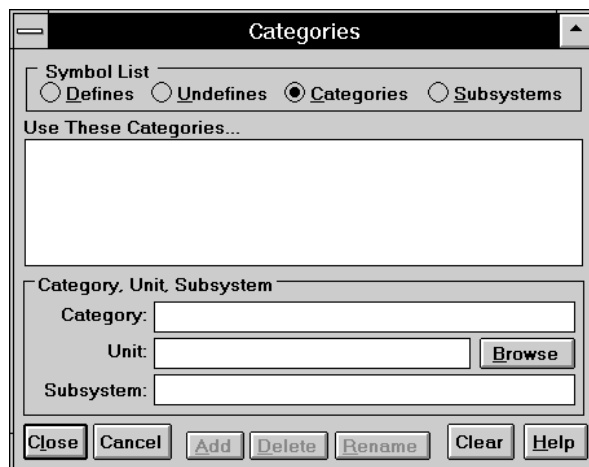 Categories
Symbol List
Defines Undefines Categories Subsystems
Use These Categories...
Category, Unit, Subsystem
Category:
Unit: Browse
Subsystem:
Close Cancel Add Delete Rename Clear Help